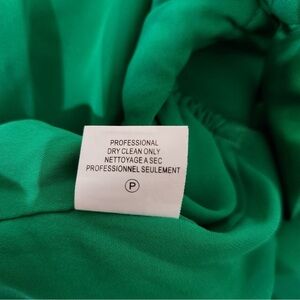 PROFESSIONAL
DRY CLEAN ONLY
NETTOYAGE A SEC
PROFESSIONNEL SEULEMENT
P